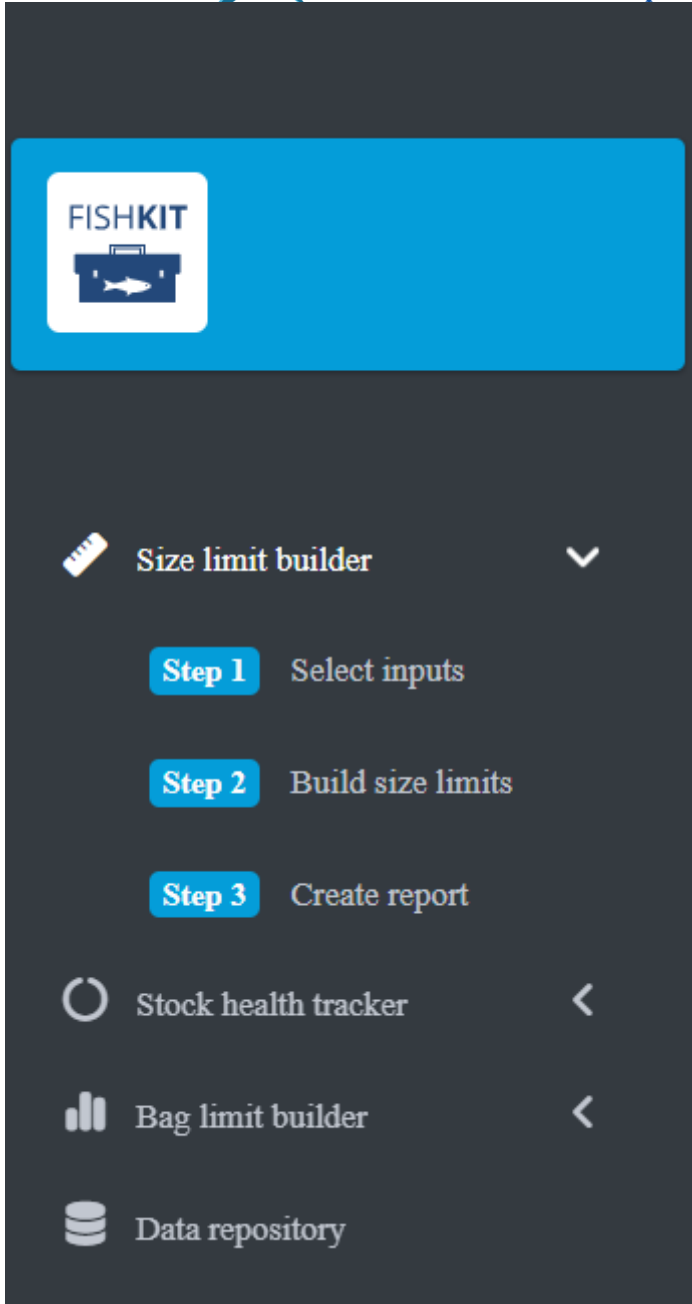 FISHKIT
Size limit builder
Step 1 Select inputs
Step 2 Build size limits
Step 3 Create report
Stock health tracker
Bag limit builder
Data repository